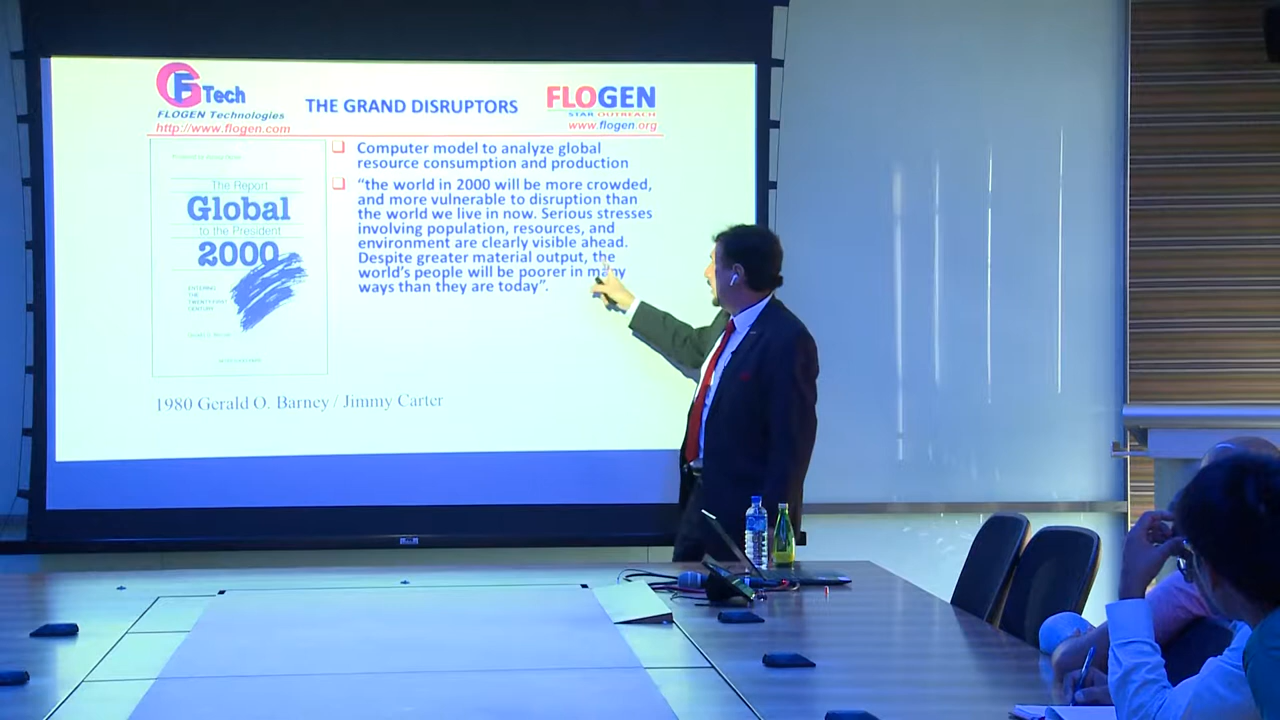 GF Tech
FLOGEN Technologies
http://www.flogen.com
THE GRAND DISRUPTORS
FLOGEN
STAR OUTREACH
www.flogen.org
The Report
Global
to the President
2000
ENTERING
THE
TWENTY-FIRST
CENTURY
Computer model to analyze global
resource consumption and production
“the world in 2000 will be more crowded,
and more vulnerable to disruption than
the world we live in now. Serious stresses
involving population, resources, and
environment are clearly visible ahead.
Despite greater material output, the
world's people will be poorer in many
ways than they are today”.
1980 Gerald O. Barney / Jimmy Carter